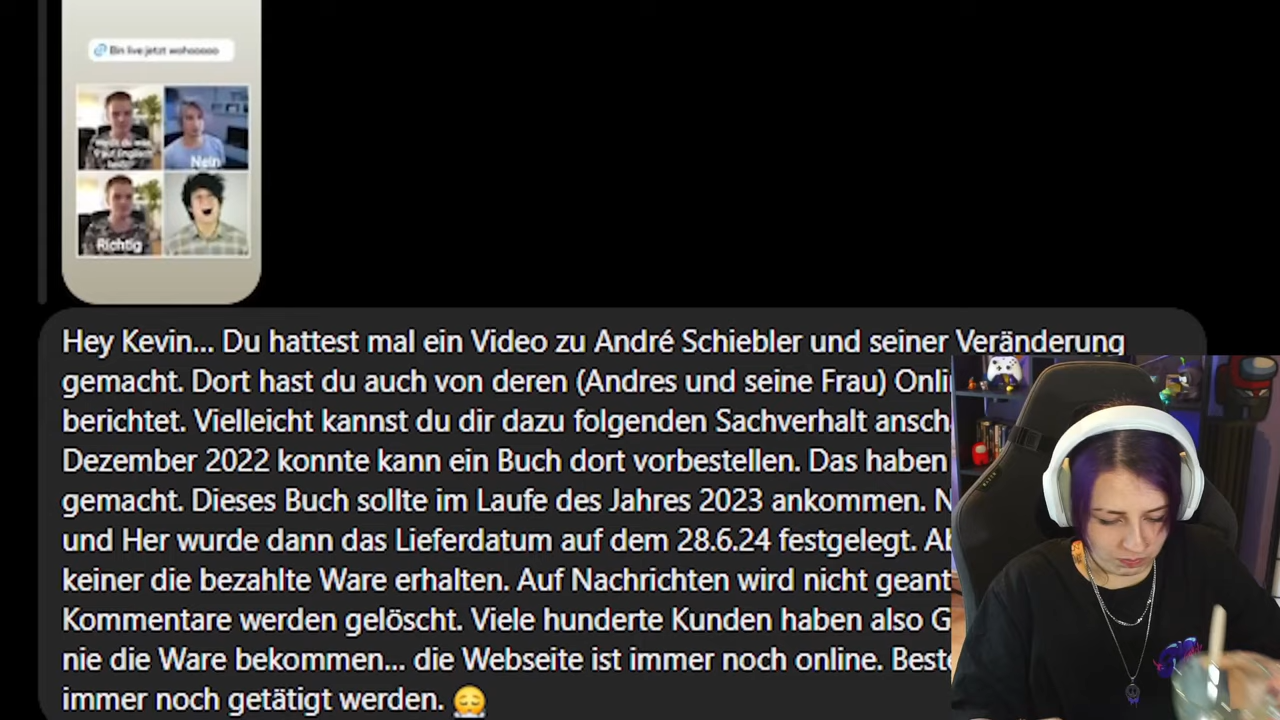 Bin live jetzt wohooooo
Nein
Richtig
Hey Kevin... Du hattest mal ein Video zu André Schiebler und seiner Veränderung
gemacht. Dort hast du auch von deren (Andres und seine Frau)
berichtet. Vielleicht kannst du dir dazu folgenden Sachverhalt
Dezember 2022 konnte kann ein Buch dort vorbestellen. Das haben
gemacht. Dieses Buch sollte im Laufe des Jahres 2023 ankommen.
und Her wurde dann das Lieferdatum auf dem 28.6.24 festgelegt.
keiner die bezahlte Ware erhalten. Auf Nachrichten wird nicht
Kommentare werden gelöscht. Viele hunderte Kunden haben also
nie die Ware bekommen... die Webseite ist immer noch online.
immer noch getätigt werden. 😮‍💨